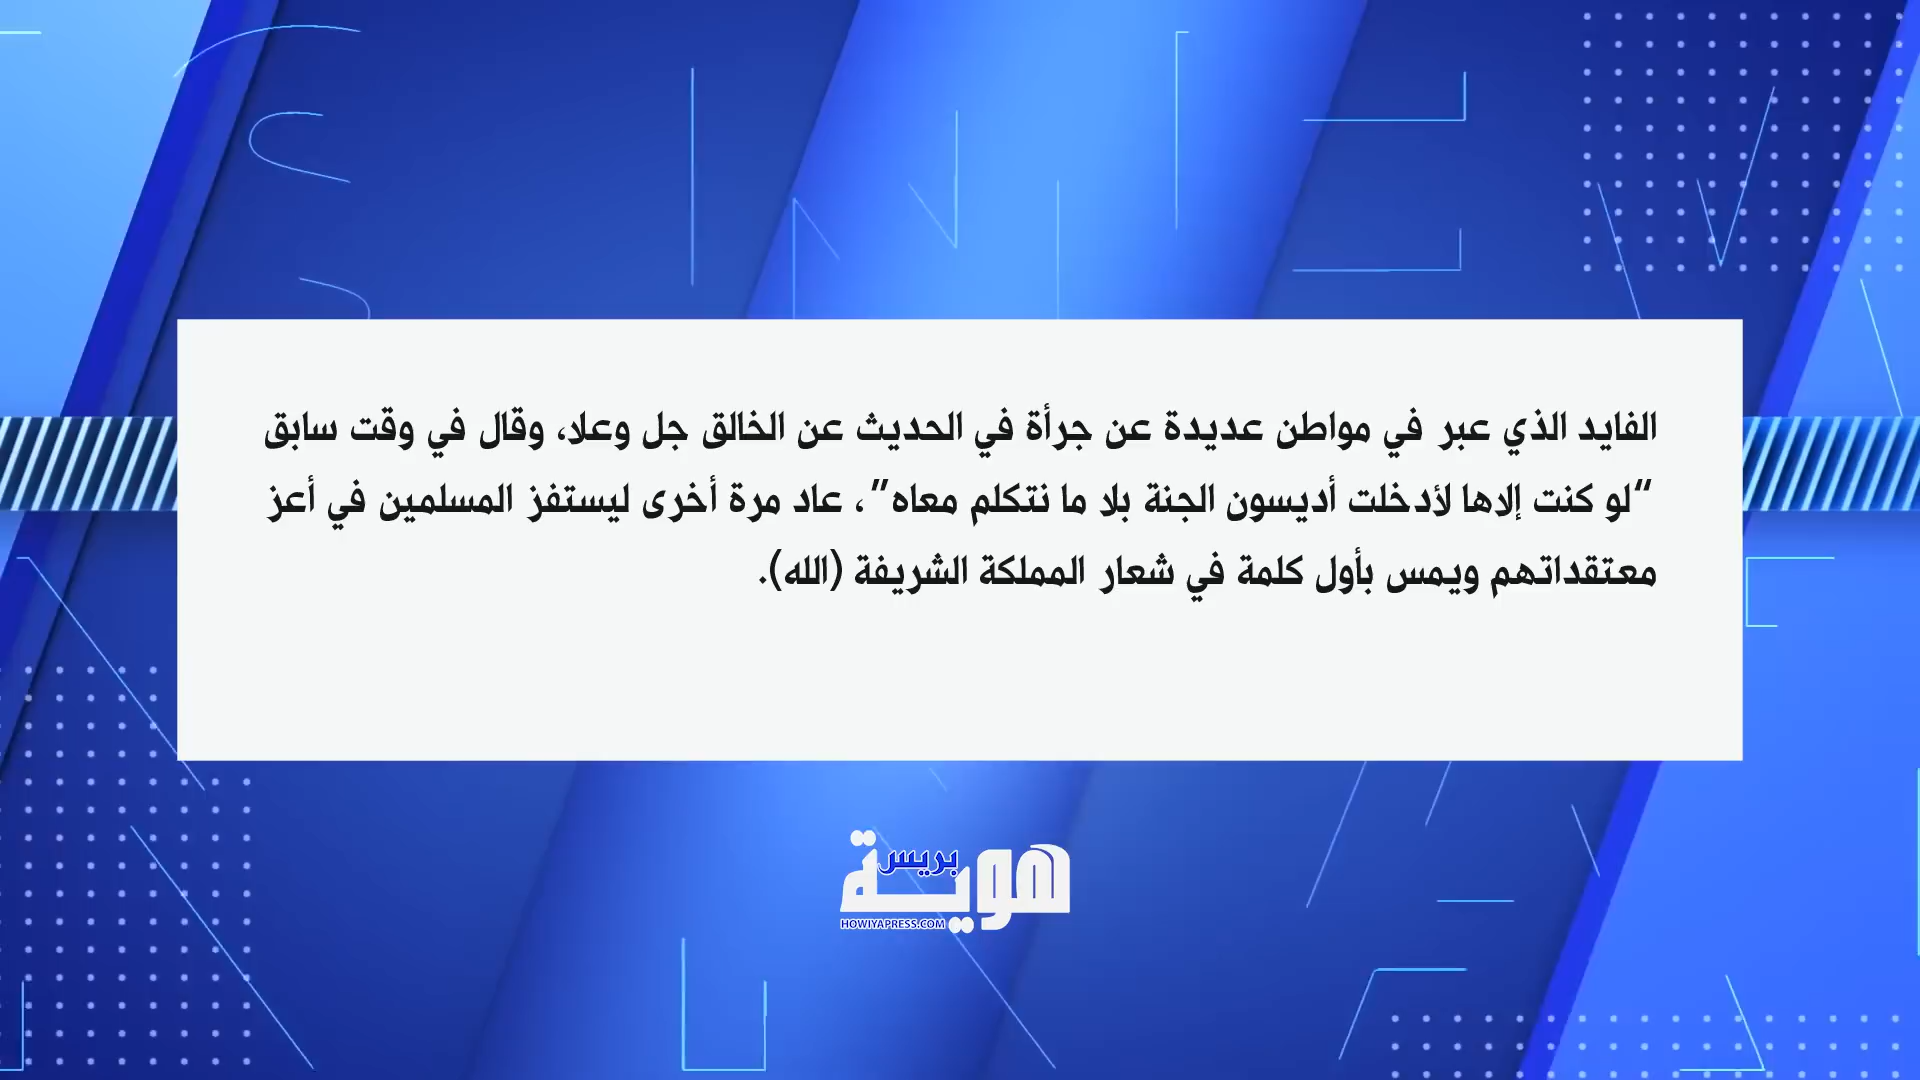 الفايد الذي عبر في مواطن عديدة عن جرأة في الحديث عن الخالق جل وعلا، وقال في وقت سابق
“لو كنت إلاها لأدخلت أديسون الجنة بلا ما نتكلم معاه”، عاد مرة أخرى ليستفز المسلمين في أعز
معتقداتهم ويمس بأول كلمة في شعار المملكة الشريفة (الله).
هوية بريس
HOWIYAPRESS.COM